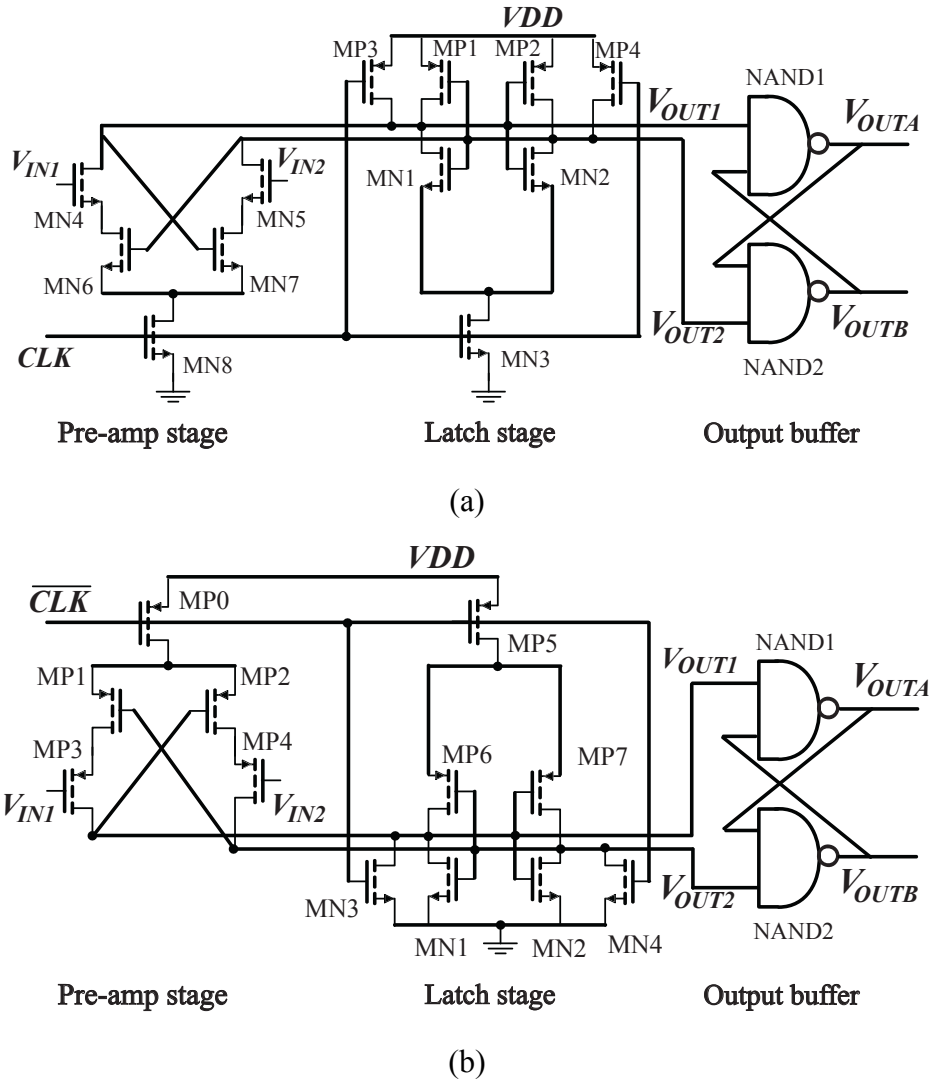 VDD
MP3 MP1 MP2 MP4
NAND1
VOUT1
VOUTA
VIN1
VIN2
MN1
MN2
MN4
MN5
MN6
MN7
VOUT2
VOUTB
CLK
MN8
MN3
NAND2
Pre-amp stage
Latch stage
Output buffer
(a)
VDD
CLK
MP0
MP5
NAND1
VOUT1
VOUTA
MP1
MP2
MP3
MP4
MP6
MP7
VIN1
VIN2
VOUT2
VOUTB
MN3
MN1
MN2
MN4
NAND2
Pre-amp stage
Latch stage
Output buffer
(b)